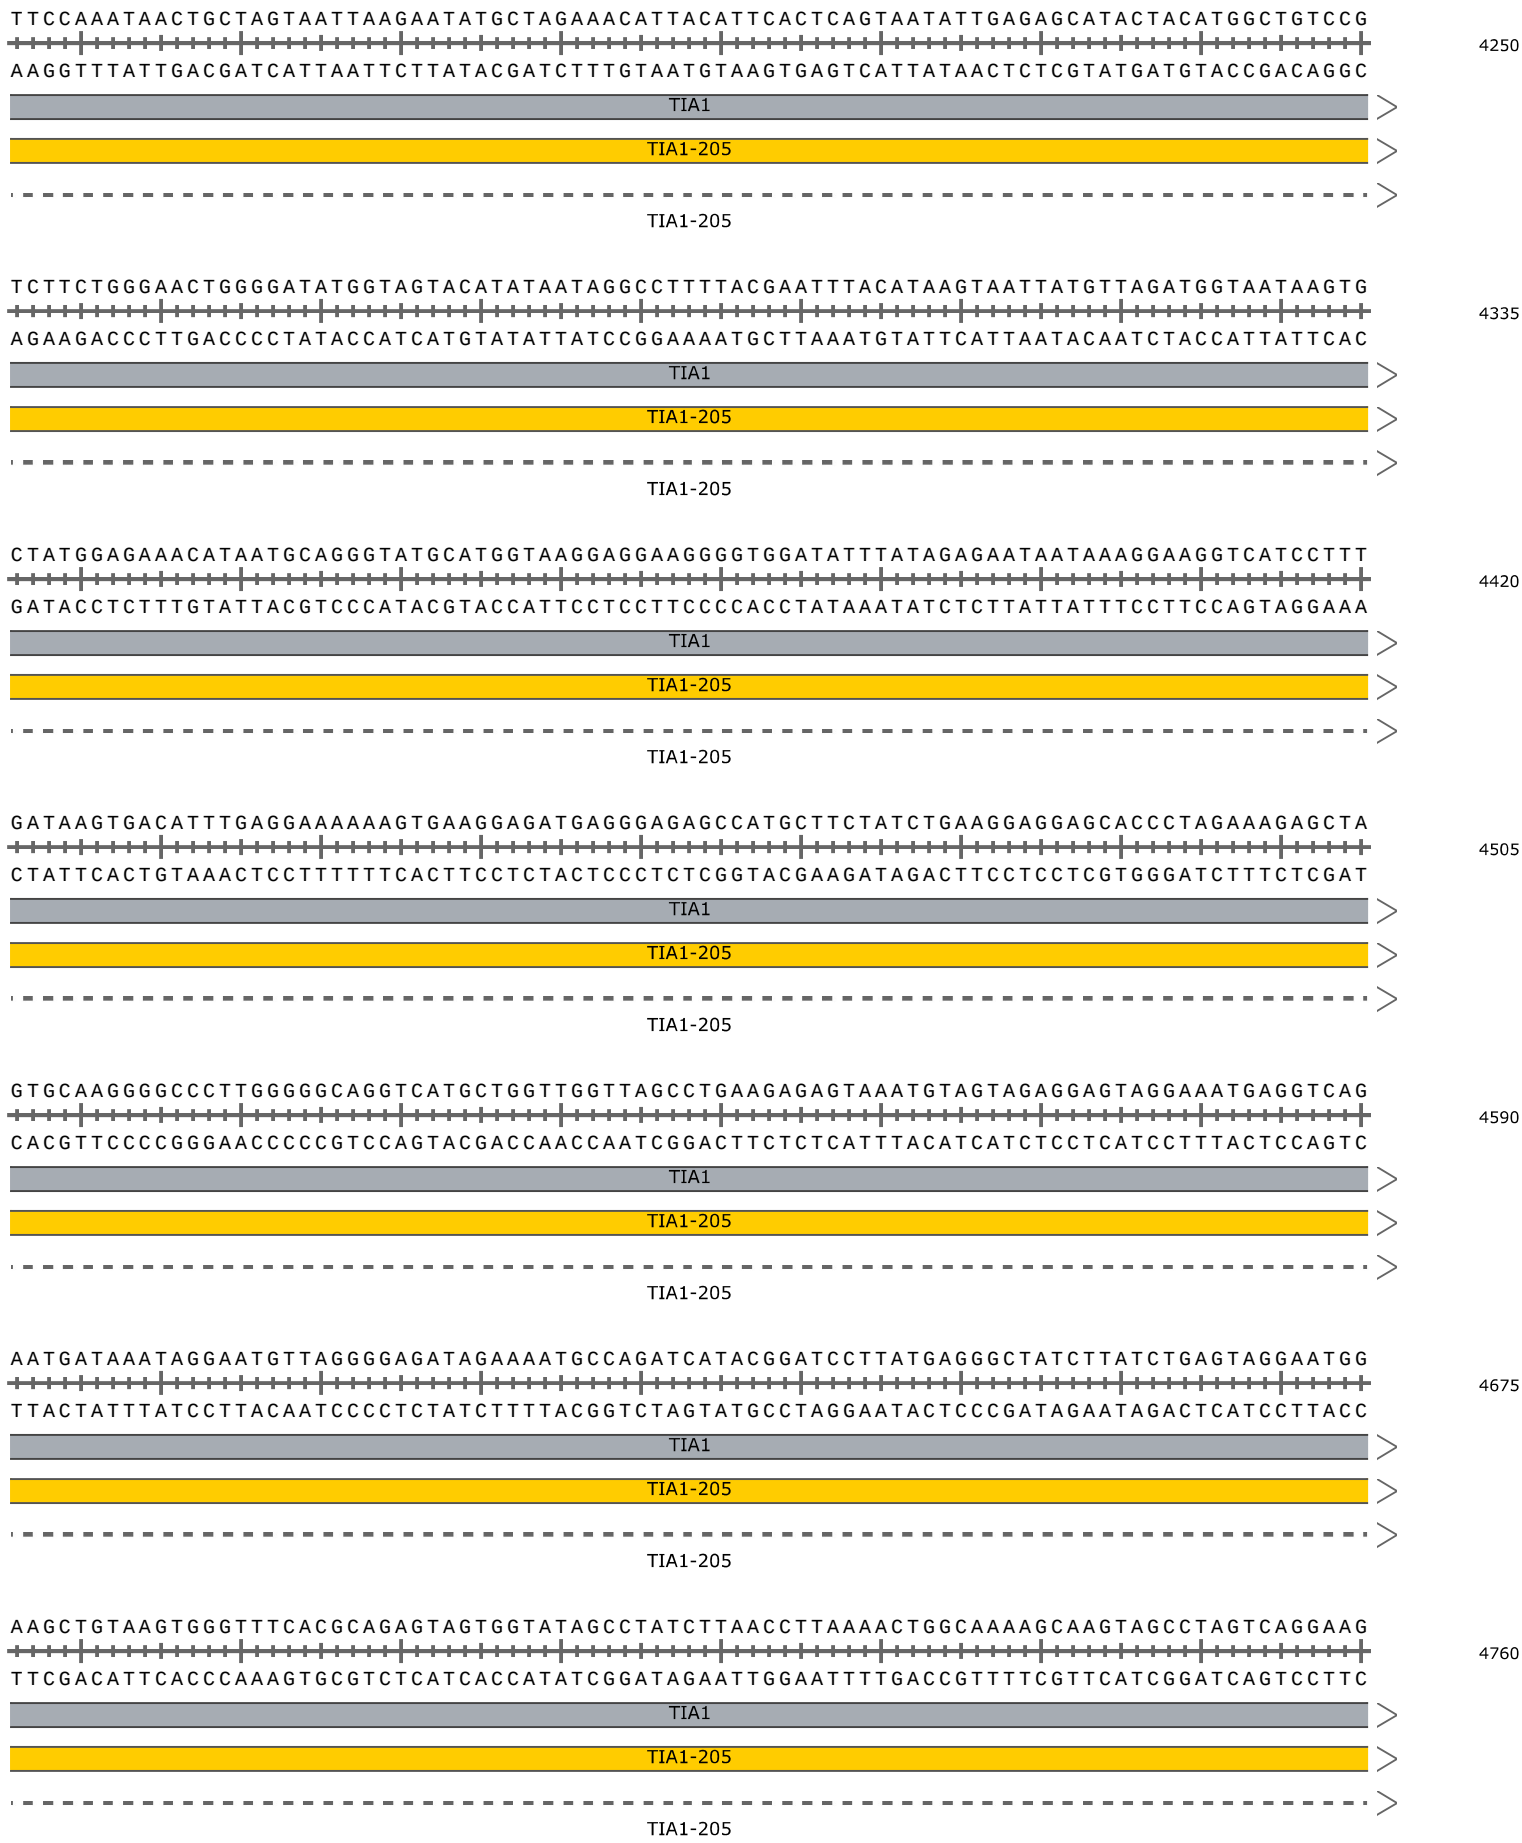 TTCCAAATAACTGCTAGTAATTAAGAATATGCTAGAAACATTACATTCACTCAGTAATATTGAGAGCATACTACATGGCTGTCCG
4250
AAGGTTTATTGACGATCATTAATTCTTATACGATCTTTGTAATGTAAGTGAGTCATTATAACTCTCGTATGATGTACCGACAGGC
TIA1
TIA1-205
TIA1-205
TCTTCTGGGAACTGGGGATATGGTAGTACATATAATAGGCCTTTTACGAATTTACATAAGTAATTATGTTAGATGGTAATAAGTG
4335
AGAAGACCCTTGACCCCTATACCATCATGTATATTATCCGGAAAATGCTTAAATGTATTCATTAATACAATCTACCATTATTCAC
TIA1
TIA1-205
TIA1-205
CTATGGAGAAACATAATGCAGGGTATGCATGGTAAGGAGGAAGGGGTGGATATTTATAGAGAATAATAAAGGAAGGTCATCCTTT
4420
GATACCTCTTTGTATTACGTCCCATACGTACCATTCCTCCTTCCCCACCTATAAATATCTCTTATTATTTCCTTCCAGTAGGAAA
TIA1
TIA1-205
TIA1-205
GATAAGTGACATTTGAGGAAAAAAGTGAAGGAGATGAGGGAGAGCCATGCTTCTATCTGAAGGAGGAGCACCCTAGAAAGAGCTA
4505
CTATTCACTGTAAACTCCTTTTTTCACTTCCTCTACTCCCTCTCGGTACGAAGATAGACTTCCTCCTCGTGGGATCTTTCTCGAT
TIA1
TIA1-205
TIA1-205
GTGCAAGGGGCCCTTGGGGGCAGGTCATGCTGGTTGGTTAGCCTGAAGAGAGTAAATGTAGTAGAGGAGTAGGAAATGAGGTCAG
4590
CACGTTCCCCGGGAACCCCCGTCCAGTACGACCAACCAATCGGACTTCTCTCATTTACATCATCTCCTCATCCTTTACTCCAGTC
TIA1
TIA1-205
TIA1-205
AATGATAAATAGGAATGTTAGGGGAGATAGAAAATGCCAGATCATACGGATCCTTATGAGGGCTATCTTATCTGAGTAGGAATGG
4675
TTACTATTTATCCTTACAATCCCCTCTATCTTTTACGGTCTAGTATGCCTAGGAATACTCCCGATAGAATAGACTCATCCTTACC
TIA1
TIA1-205
TIA1-205
AAGCTGTAAGTGGGTTTCACGCAGAGTAGTGGTATAGCCTATCTTAACCTTAAAACTGGCAAAAGCAAGTAGCCTAGTCAGGAAG
4760
TTCGACATTCACCCAAAGTGCGTCTCATCACCATATCGGATAGAATTGGAATTTTGACCGTTTTCGTTCATCGGATCAGTCCTTC
TIA1
TIA1-205
TIA1-205